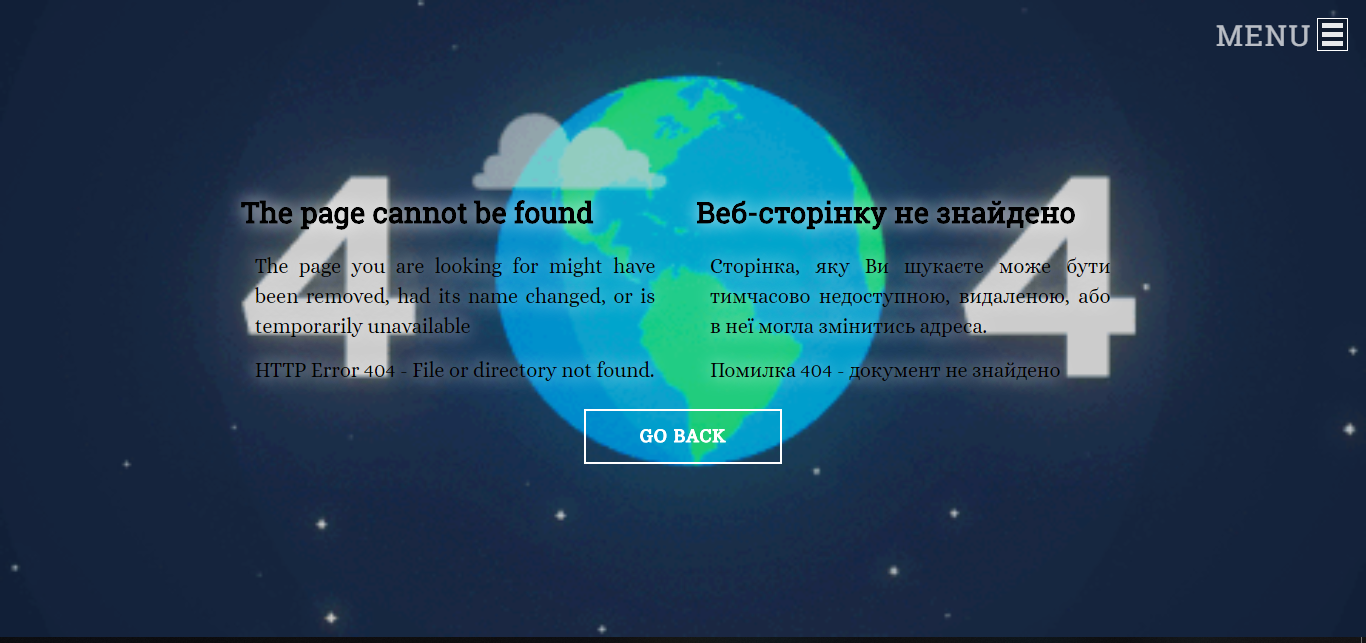 MENU
4 4
The page cannot be found
The page you are looking for might have
been removed, had its name changed, or is
temporarily unavailable
HTTP Error 404 - File or directory not found.
Веб-сторінку не знайдено
Сторінка, яку Ви шукаєте може бути
тимчасово недоступною, видаленою, або
в неї могла змінитись адреса.
Помилка 404 - документ не знайдено
GO BACK